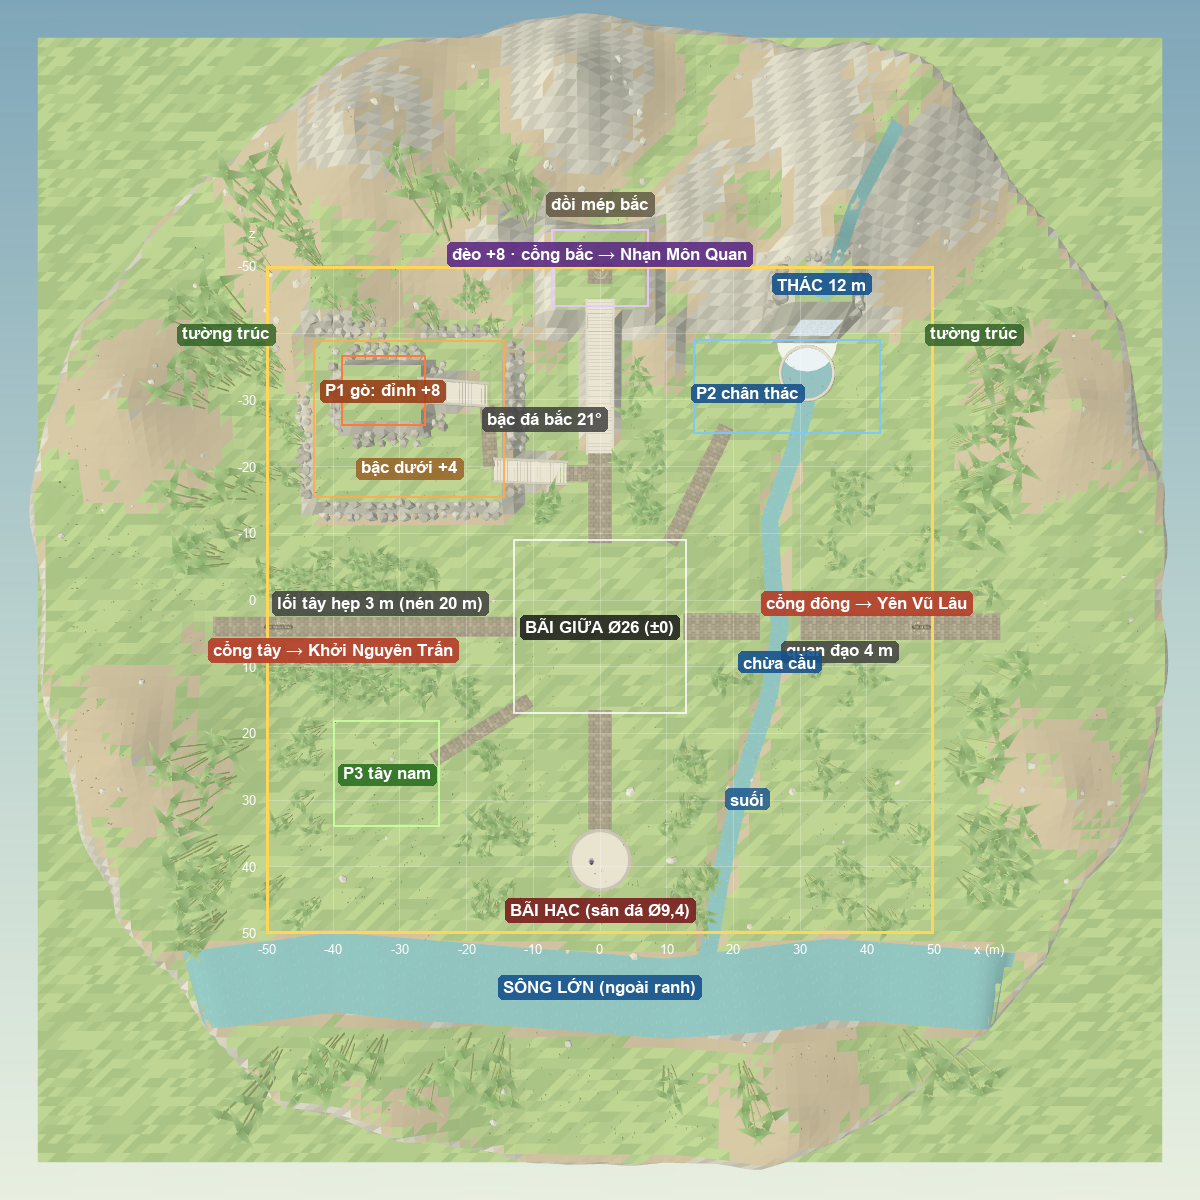 đồi mép bắc
z
đèo +8 · cổng bắc → Nhạn Môn Quan
-50
THÁC 12 m
tường trúc
tường trúc
P1 gò: đỉnh +8
P2 chân thác
-30
bậc đá bắc 21°
bậc dưới +4
-20
-10
0
lối tây hẹp 3 m (nén 20 m)
cổng đông → Yên Vũ Lâu
BÃI GIỮA Ø26 (±0)
cổng tây → Khởi Nguyên Trấn
quan đạo 4 m
chừa cầu
10
20
P3 tây nam
30
suối
40
BÃI HẠC (sân đá Ø9,4)
50
-50 -40 -30 -20 -10 0 10 20 30 40 50 x (m)
SÔNG LỚN (ngoài ranh)